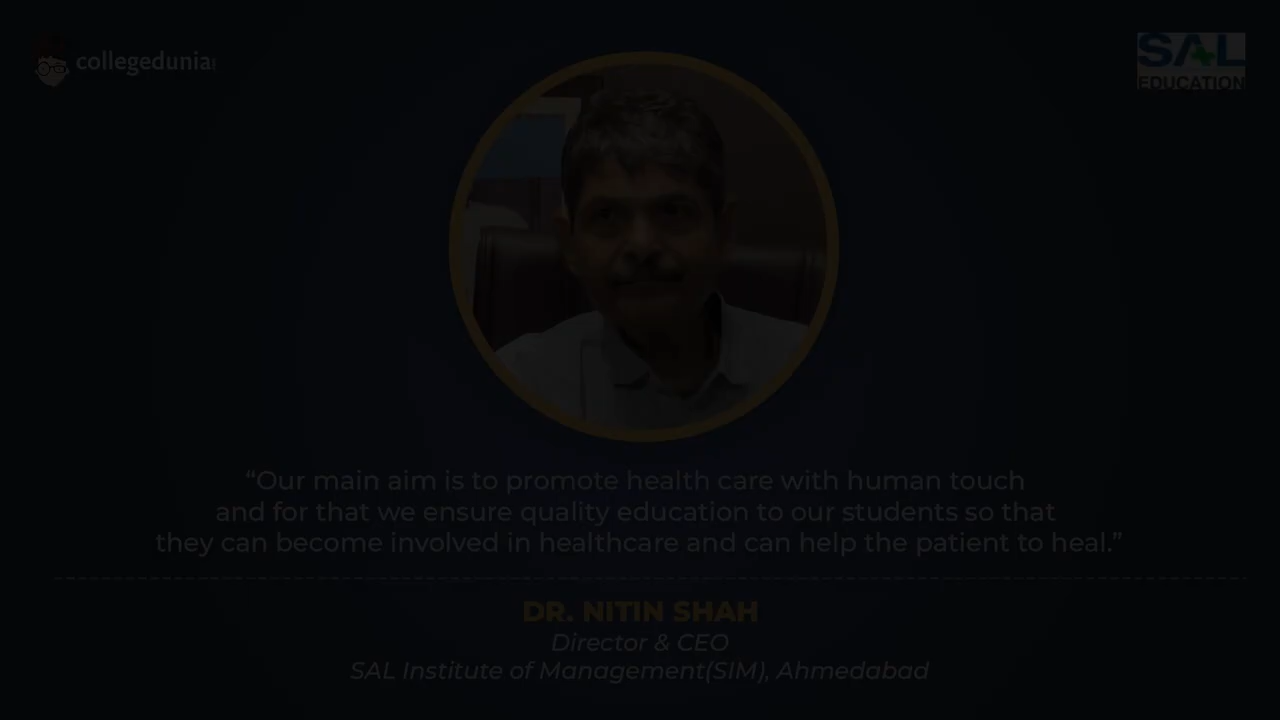 collegedunia
SAL
EDUCATION
“Our main aim is to promote health care with human touch
and for that we ensure quality education to our students so that
they can become involved in healthcare and can help the patient to heal.”
DR. NITIN SHAH
Director & CEO
SAL Institute of Management(SIM), Ahmedabad